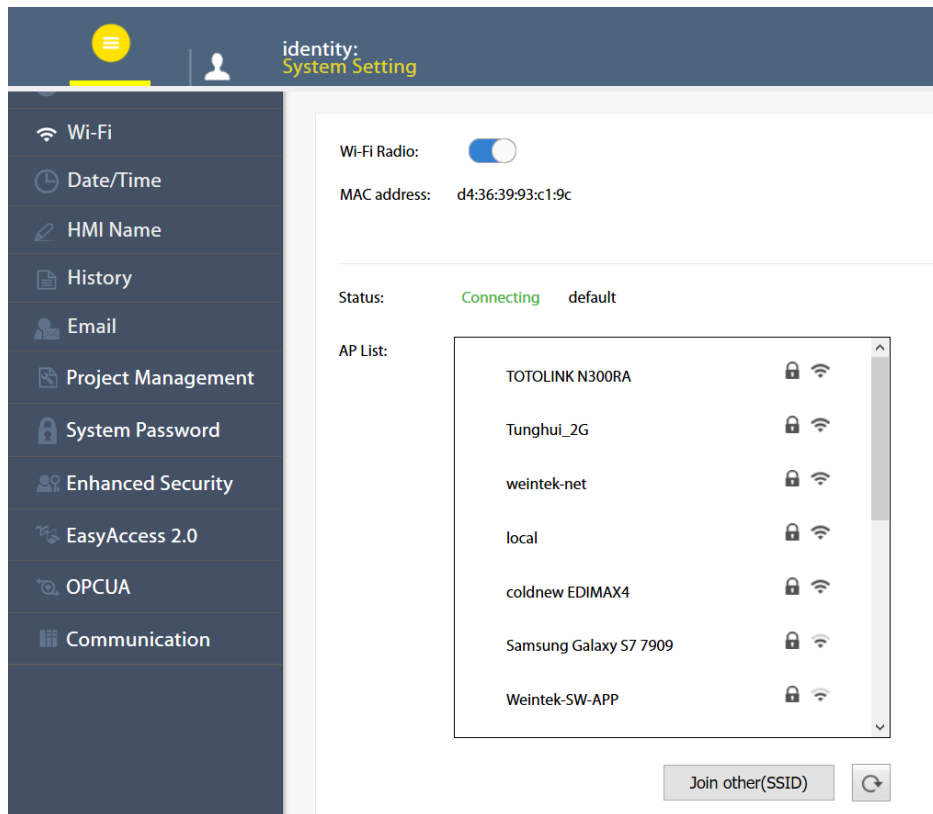 identity:
System Setting
Wi-Fi
Date/Time
HMI Name
History
Email
Project Management
System Password
Enhanced Security
EasyAccess 2.0
OPCUA
Communication
Wi-Fi Radio:
MAC address: d4:36:39:93:c1:9c
Status: Connecting default
AP List:
TOTOLINK N300RA
Tunghui_2G
weintek-net
local
coldnew EDIMAX4
Samsung Galaxy S7 7909
Weintek-SW-APP
Join other(SSID)